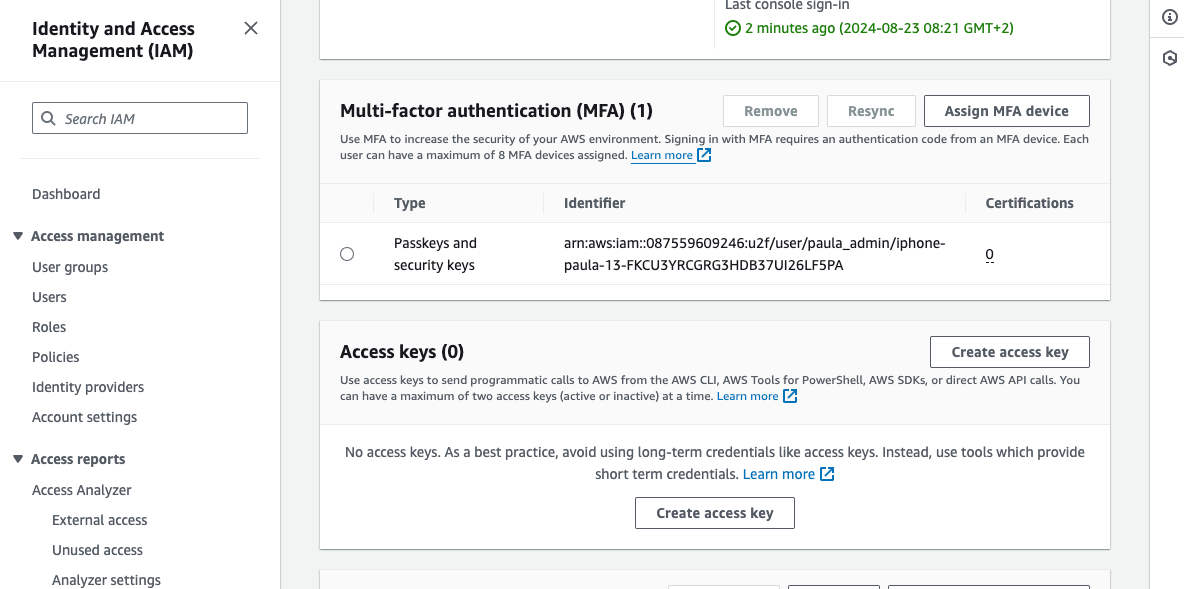 Identity and Access
Management (IAM)
Search IAM
Dashboard
Access management
User groups
Users
Roles
Policies
Identity providers
Account settings
Access reports
Access Analyzer
External access
Unused access
Analyzer settings
Last console sign-in
2 minutes ago (2024-08-23 08:21 GMT+2)
Multi-factor authentication (MFA) (1)
Remove
Resync
Assign MFA device
Use MFA to increase the security of your AWS environment. Signing in with MFA requires an authentication code from an MFA device. Each
user can have a maximum of 8 MFA devices assigned. Learn more
Type
Identifier
Certifications
Passkeys and
security keys
arn:aws:iam::087559609246:u2f/user/paula_admin/iphone-
paula-13-FKCU3YRCGRG3HDB37UI26LF5PA
0
Access keys (0)
Create access key
Use access keys to send programmatic calls to AWS from the AWS CLI, AWS Tools for PowerShell, AWS SDKs, or direct AWS API calls. You
can have a maximum of two access keys (active or inactive) at a time. Learn more
No access keys. As a best practice, avoid using long-term credentials like access keys. Instead, use tools which provide
short term credentials. Learn more
Create access key